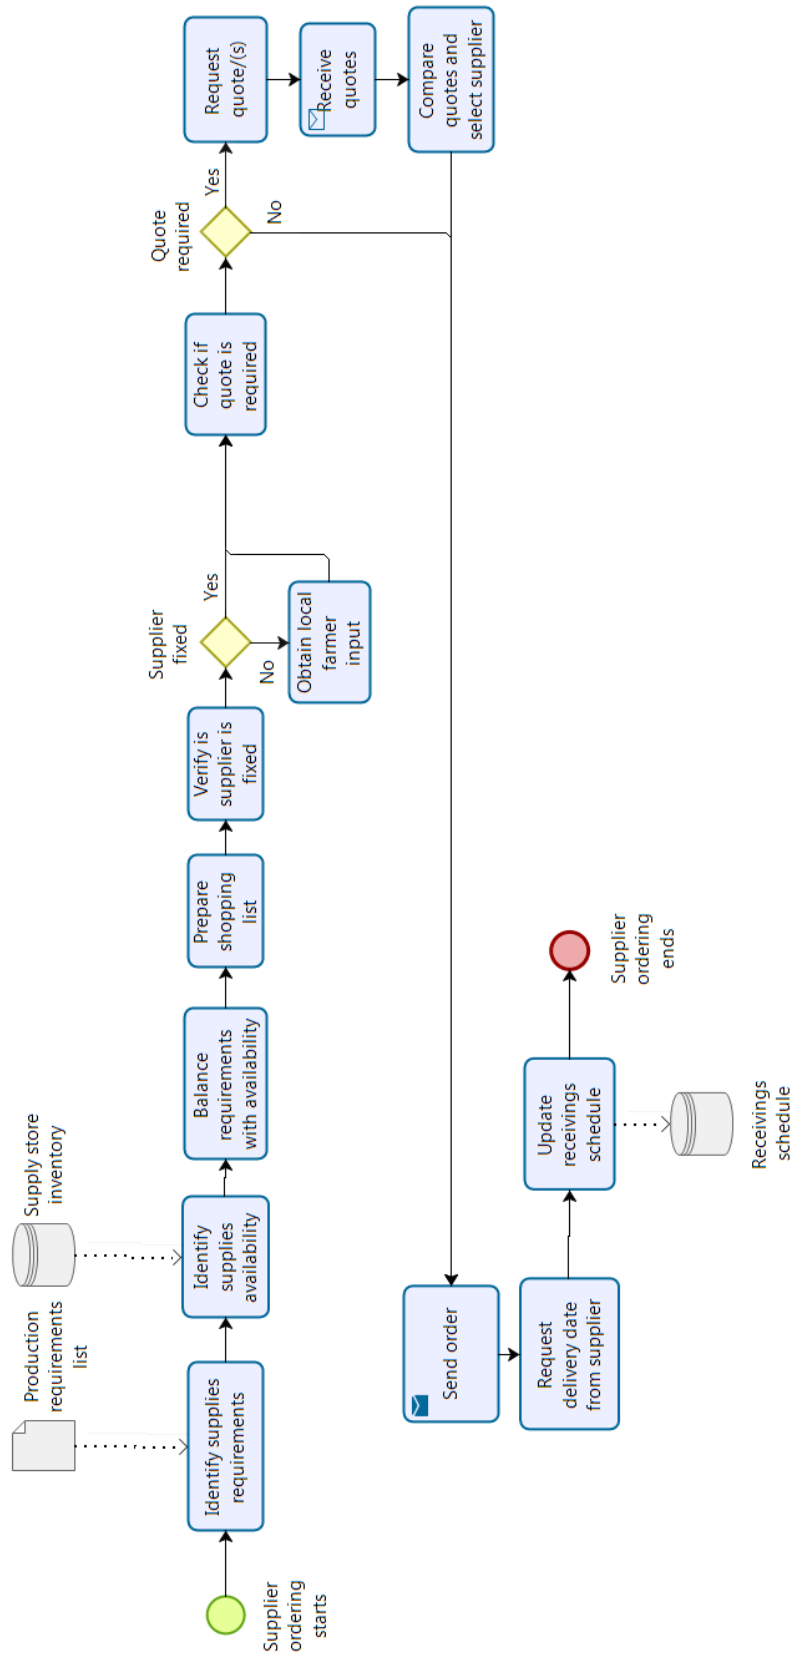 Supplier
ordering
starts
Identify supplies
requirements
Production
requirements
list
Identify
supplies
availability
Supply store
inventory
Balance
requirements
with availability
Prepare
shopping
list
Verify is
supplier is
fixed
Supplier
fixed
Yes
No
Obtain local
farmer
input
Check if
quote is
required
Quote
required
Yes
No
Request
quote/(s)
Receive
quotes
Compare
quotes and
select supplier
Send order
Request
delivery date
from supplier
Update
receivings
schedule
Receivings
schedule
Supplier
ordering
ends